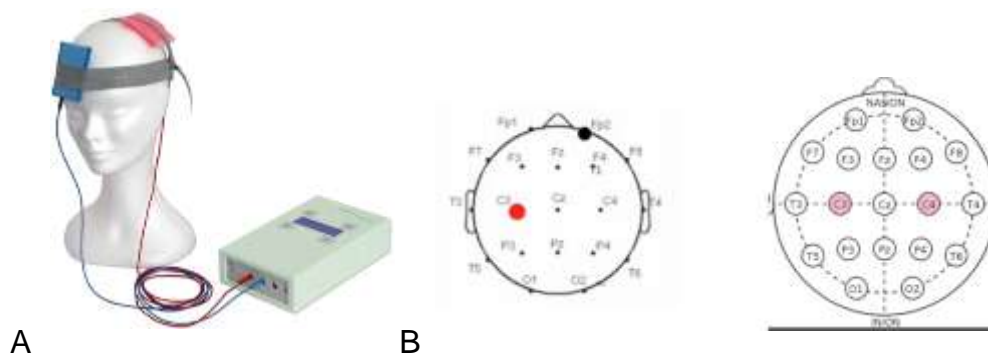 A
B
Fp1 Fp2
F7 F3 Fz F4 F8
T3 C3 Cz C4 T4
P3 Pz P4
T5 T6
O1 O2
NASION
Fp1 Fp2
F7 F3 Fz F4 F8
T3 C3 Cz C4 T4
T5 P3 Pz P4 T6
O1 O2
INION